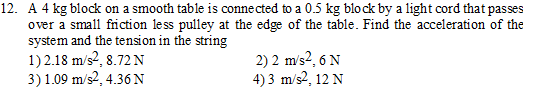 12. A 4 kg block on a smooth table is connected to a 0.5 kg block by a light cord that passes
over a small friction less pulley at the edge of the table. Find the acceleration of the
system and the tension in the string
1) 2.18 m/s², 8.72 N 2) 2 m/s², 6 N
3) 1.09 m/s², 4.36 N 4) 3 m/s², 12 N